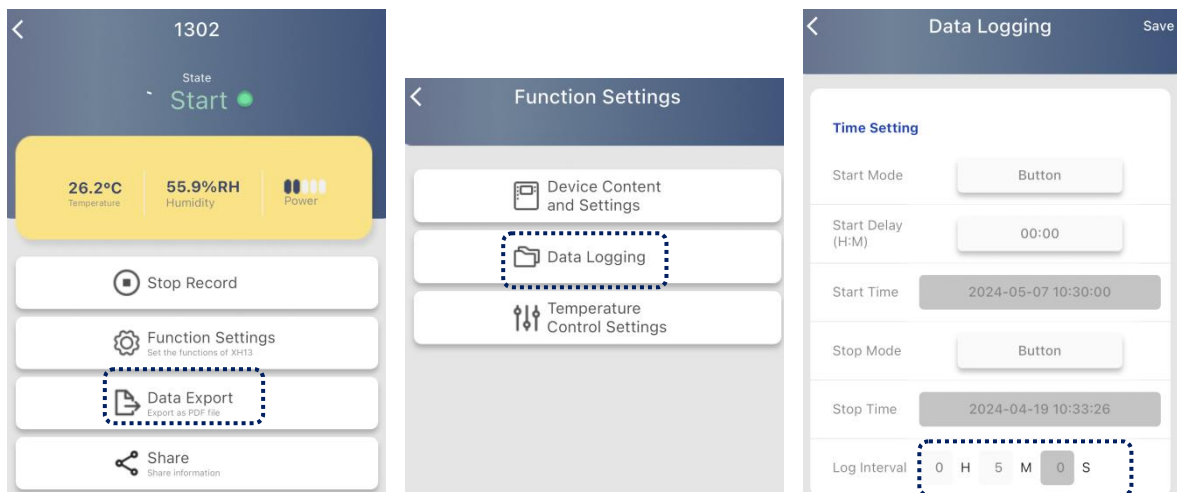 1302
State
Start
26.2°C
Temperature
55.9%RH
Humidity
Power
Stop Record
Function Settings
Set the functions of XH13
Data Export
Export as PDF file
Share
Share information
Function Settings
Device Content
and Settings
Data Logging
Temperature
Control Settings
Data Logging
Save
Time Setting
Start Mode
Button
Start Delay
(H:M)
00:00
Start Time
2024-05-07 10:30:00
Stop Mode
Button
Stop Time
2024-04-19 10:33:26
Log Interval 0 H 5 M 0 S